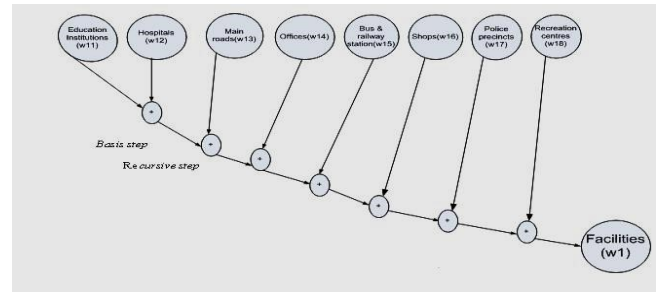 Education
Institutions
(w11)
Hospitals
(w12)
Main
roads(w13)
Offices(w14)
Bus &
railway
station(w15)
Shops(w16)
Police
precincts
(w17)
Recreation
centres
(w18)
+
Basis step
+
Recursive step
+
+
+
+
+
Facilities
(w1)